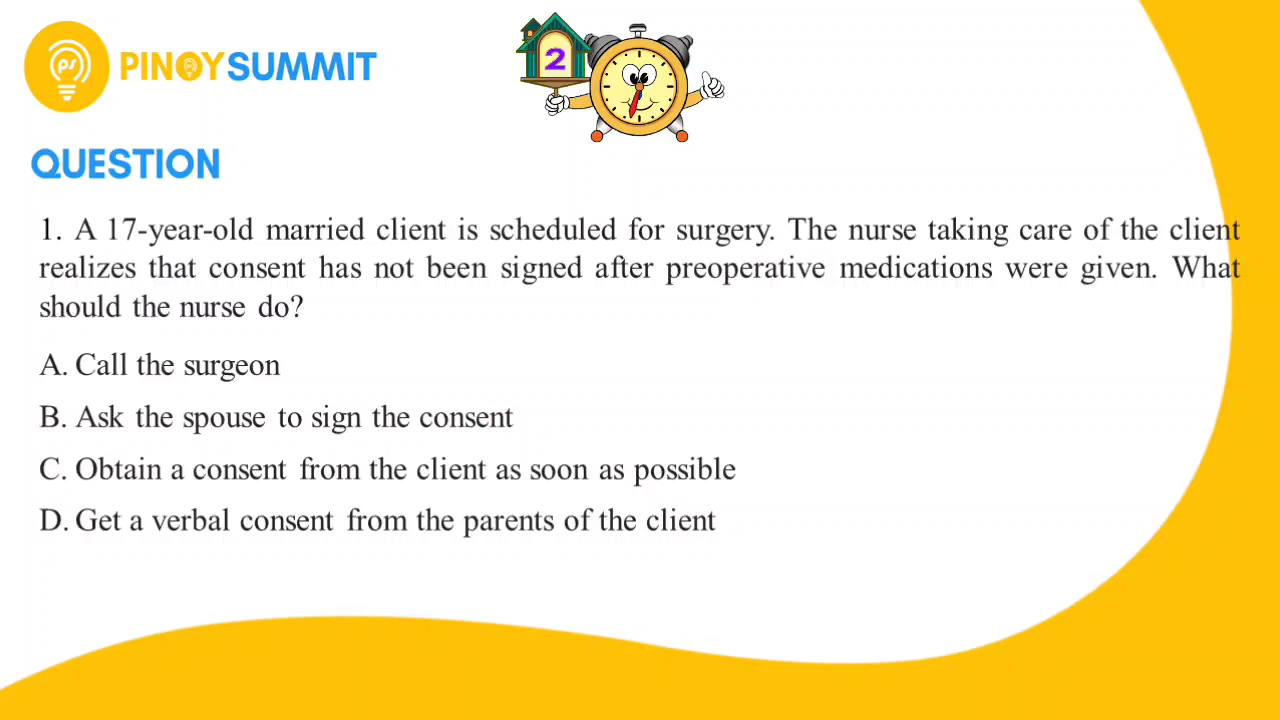 PINOY SUMMIT
ps
2
QUESTION
1. A 17-year-old married client is scheduled for surgery. The nurse taking care of the client
realizes that consent has not been signed after preoperative medications were given. What
should the nurse do?
A. Call the surgeon
B. Ask the spouse to sign the consent
C. Obtain a consent from the client as soon as possible
D. Get a verbal consent from the parents of the client